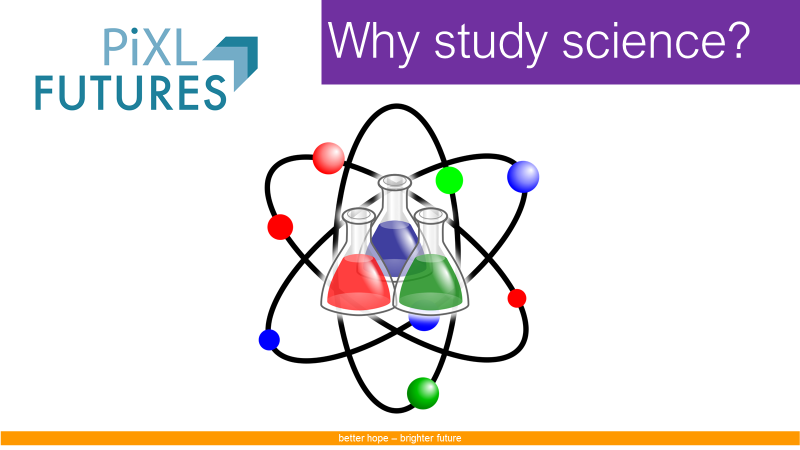 PiXL
FUTURES
Why study science?
better hope – brighter future